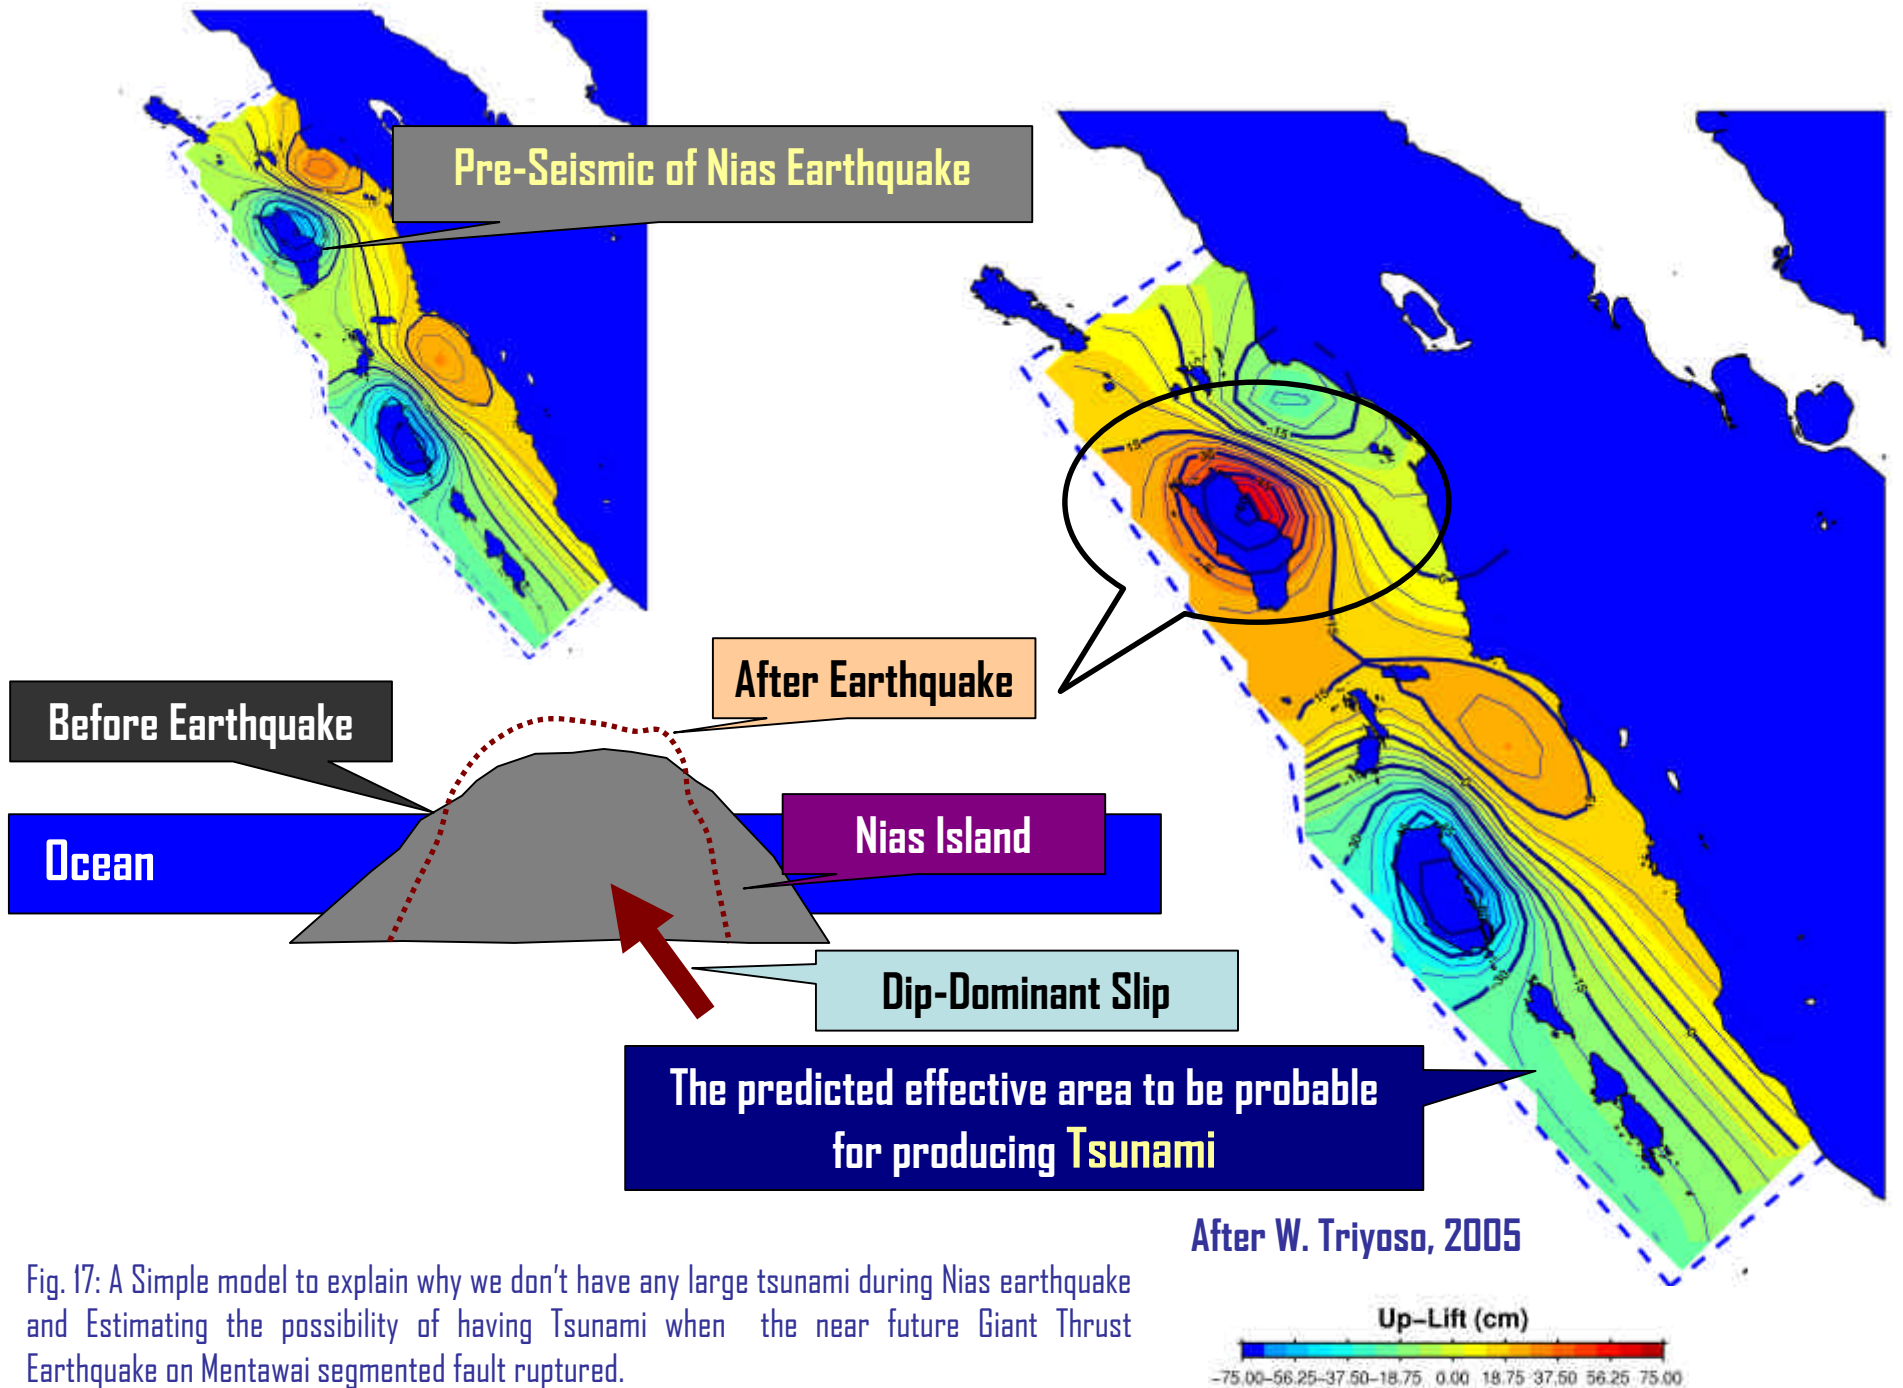 Pre-Seismic of Nias Earthquake
After Earthquake
Before Earthquake
Nias Island
Ocean
Dip-Dominant Slip
The predicted effective area to be probable
for producing Tsunami
After W. Triyoso, 2005
Fig. 17: A Simple model to explain why we don't have any large tsunami during Nias earthquake
and Estimating the possibility of having Tsunami when the near future Giant Thrust
Earthquake on Mentawai segmented fault ruptured.
Up-Lift (cm)
-75.00 -56.25 -37.50 -18.75 0.00 18.75 37.50 56.25 75.00